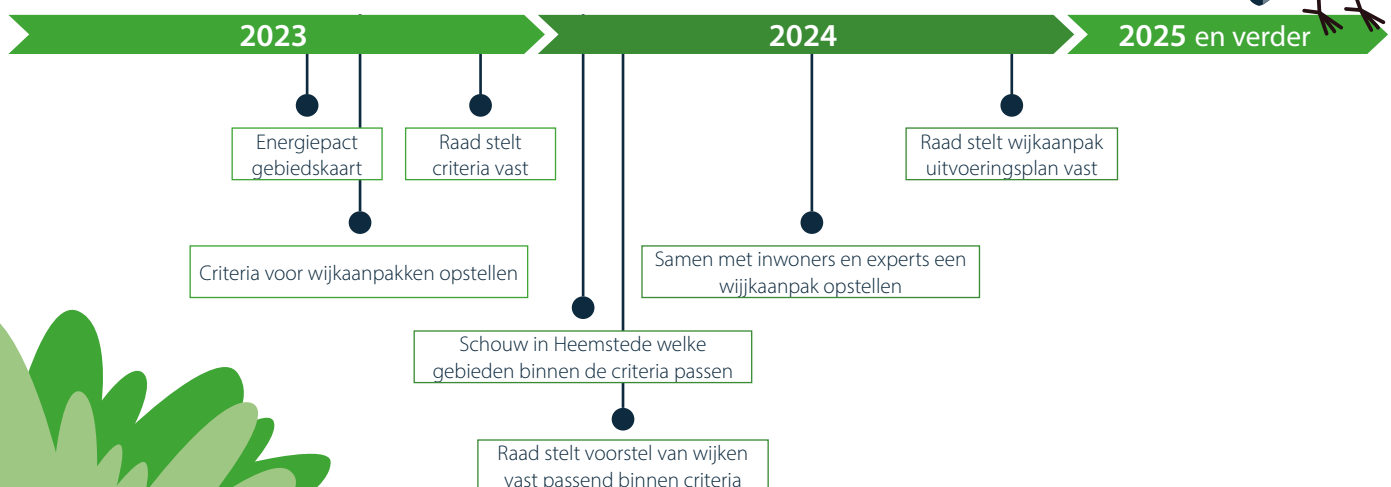 2023
2024
2025 en verder
Energiepact
gebiedskaart
Raad stelt
criteria vast
Raad stelt wijkaanpak
uitvoeringsplan vast
Criteria voor wijkaanpakken opstellen
Samen met inwoners en experts een
wijjkaanpak opstellen
Schouw in Heemstede welke
gebieden binnen de criteria passen
Raad stelt voorstel van wijken
vast passend binnen criteria